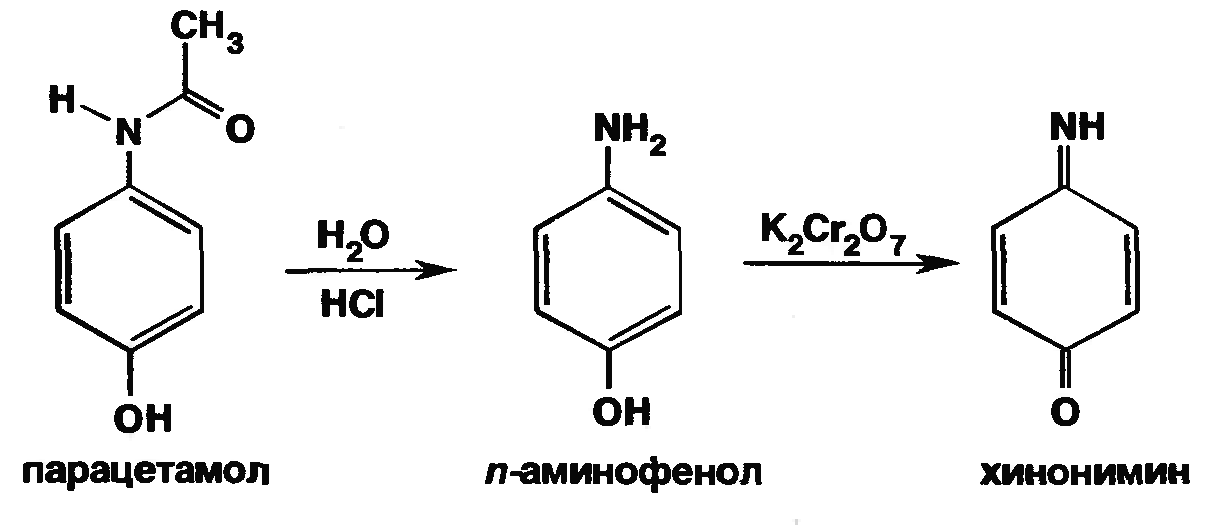 CH₃
H
N
O
OH
парацетамол
H₂O
HCl
NH₂
OH
п-аминофенол
K₂Cr₂O₇
NH
O
хинонимин